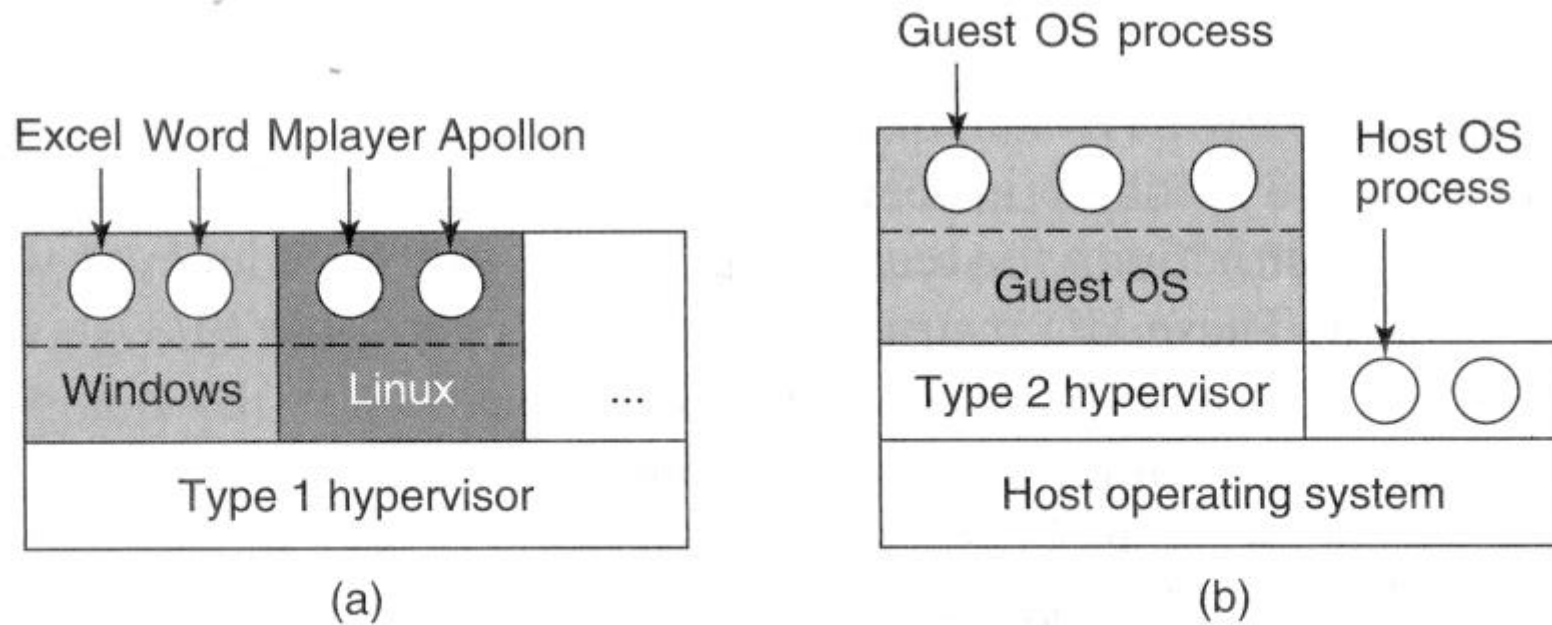 Excel Word Mplayer Apollon
Windows
Linux
...
Type 1 hypervisor
(a)
Guest OS process
Host OS
process
Guest OS
Type 2 hypervisor
Host operating system
(b)